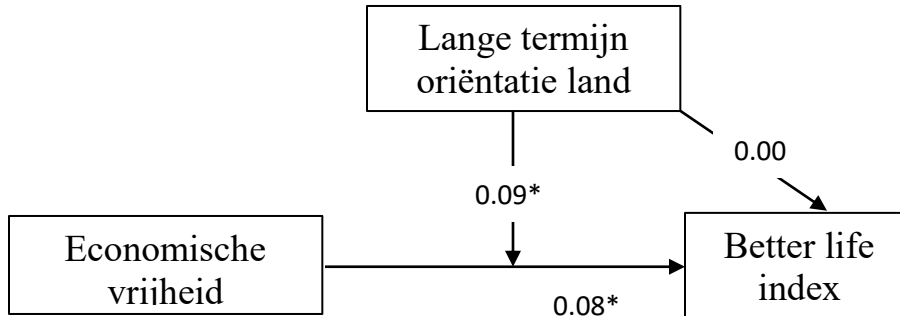 Lange termijn
oriëntatie land
0.00
0.09*
Economische
vrijheid
Better life
index
0.08*